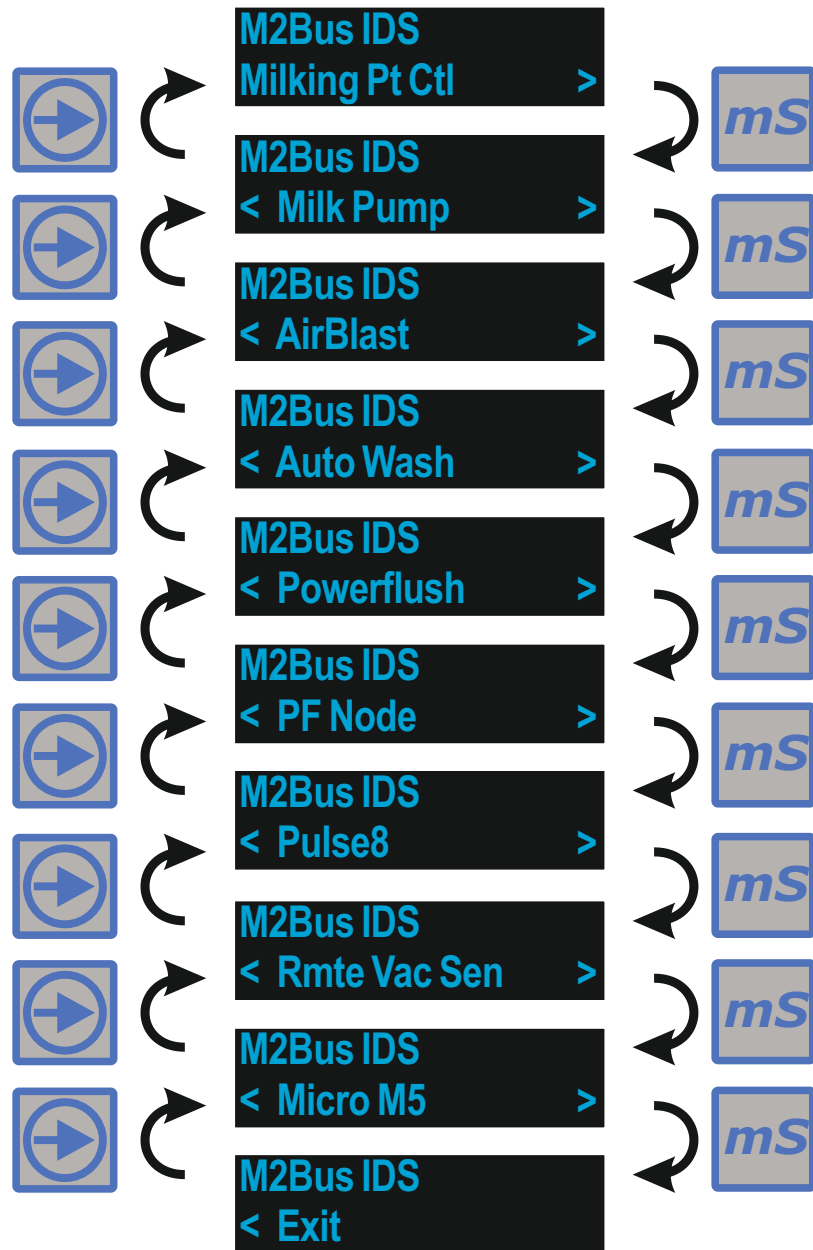 M2Bus IDS
Milking Pt Ctl >
mS
M2Bus IDS
< Milk Pump >
mS
M2Bus IDS
< AirBlast >
mS
M2Bus IDS
< Auto Wash >
mS
M2Bus IDS
< Powerflush >
mS
M2Bus IDS
< PF Node >
mS
M2Bus IDS
< Pulse8 >
mS
M2Bus IDS
< Rmte Vac Sen >
mS
M2Bus IDS
< Micro M5 >
mS
M2Bus IDS
< Exit